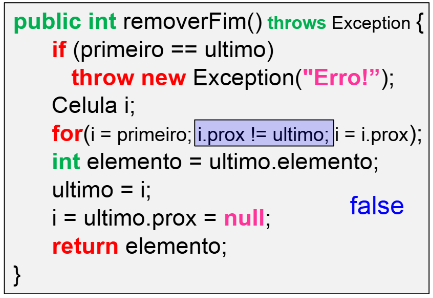 public int removerFim() throws Exception {
if (primeiro == ultimo)
throw new Exception("Erro!”);
Celula i;
for(i = primeiro; i.prox != ultimo; i = i.prox);
int elemento = ultimo.elemento;
ultimo = i;
i = ultimo.prox = null;
false
return elemento;
}